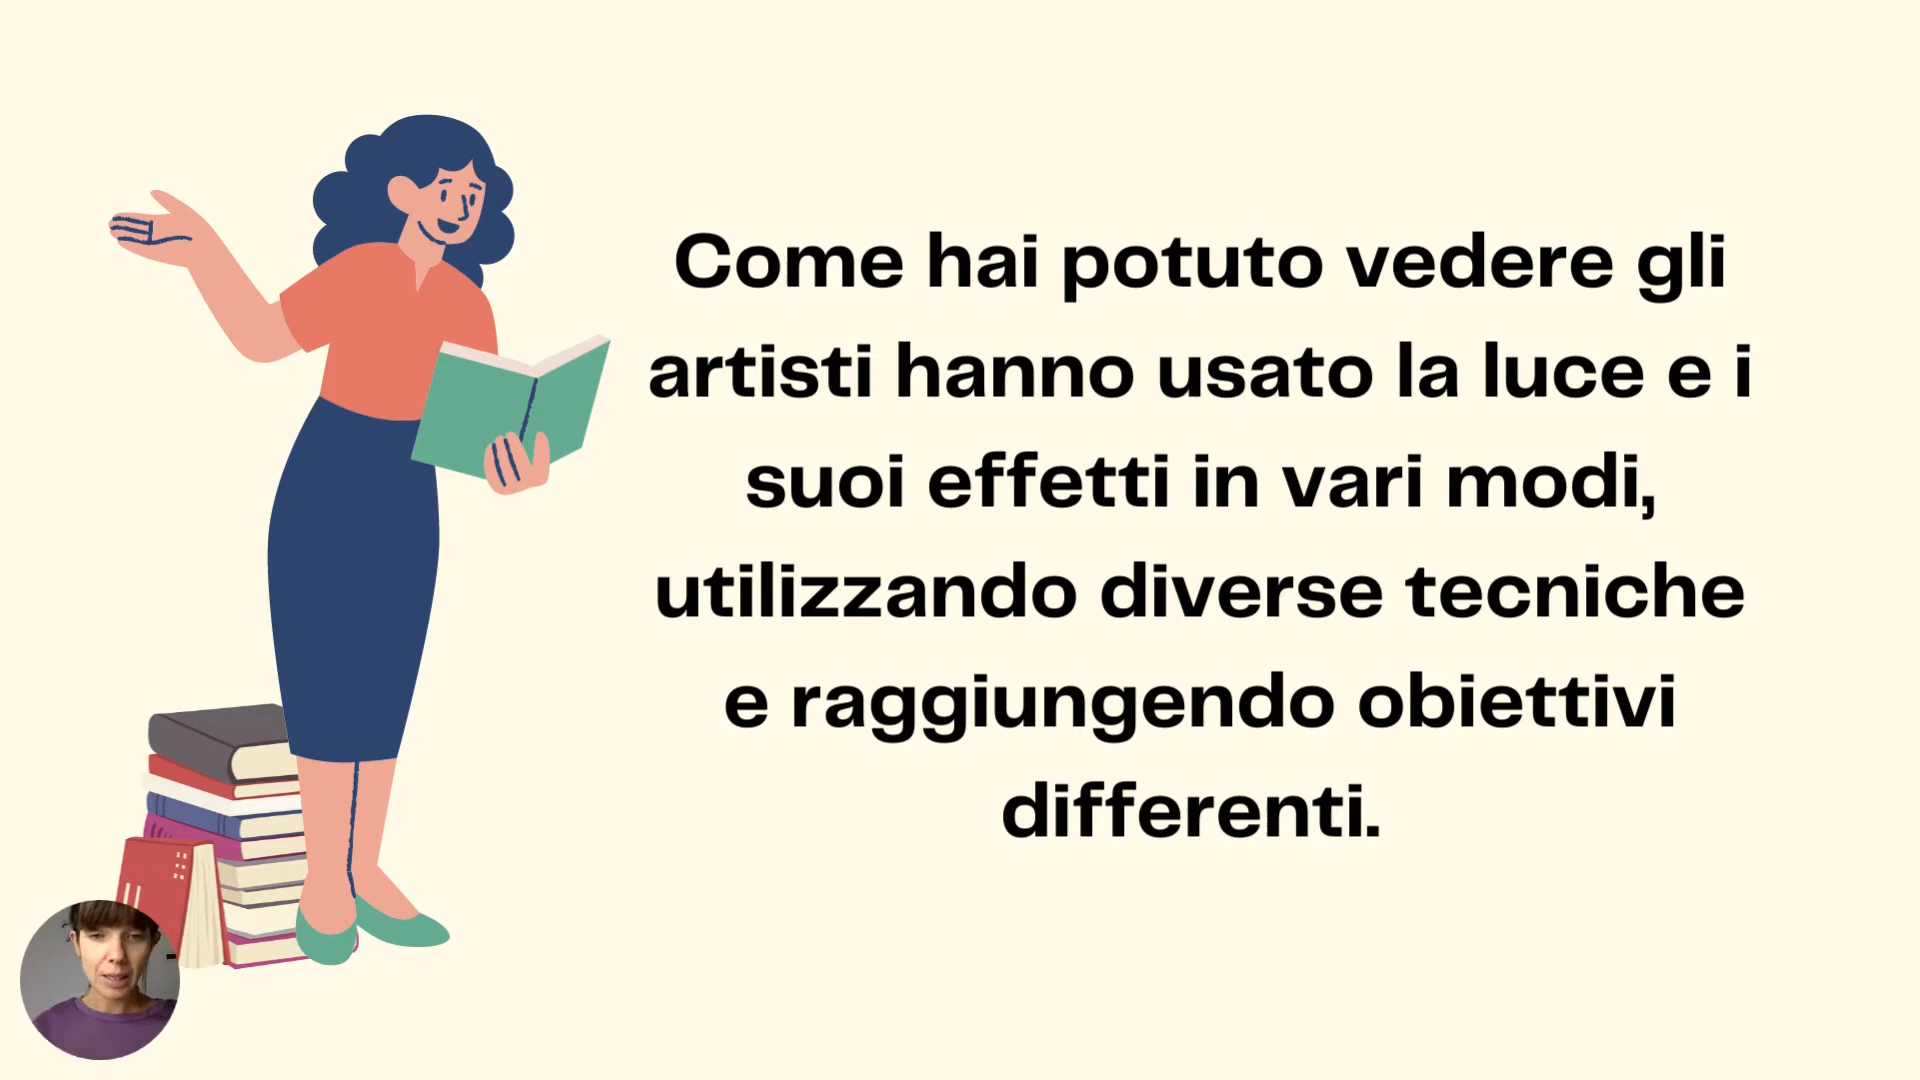 Come hai potuto vedere gli
artisti hanno usato la luce e i
suoi effetti in vari modi,
utilizzando diverse tecniche
e raggiungendo obiettivi
differenti.